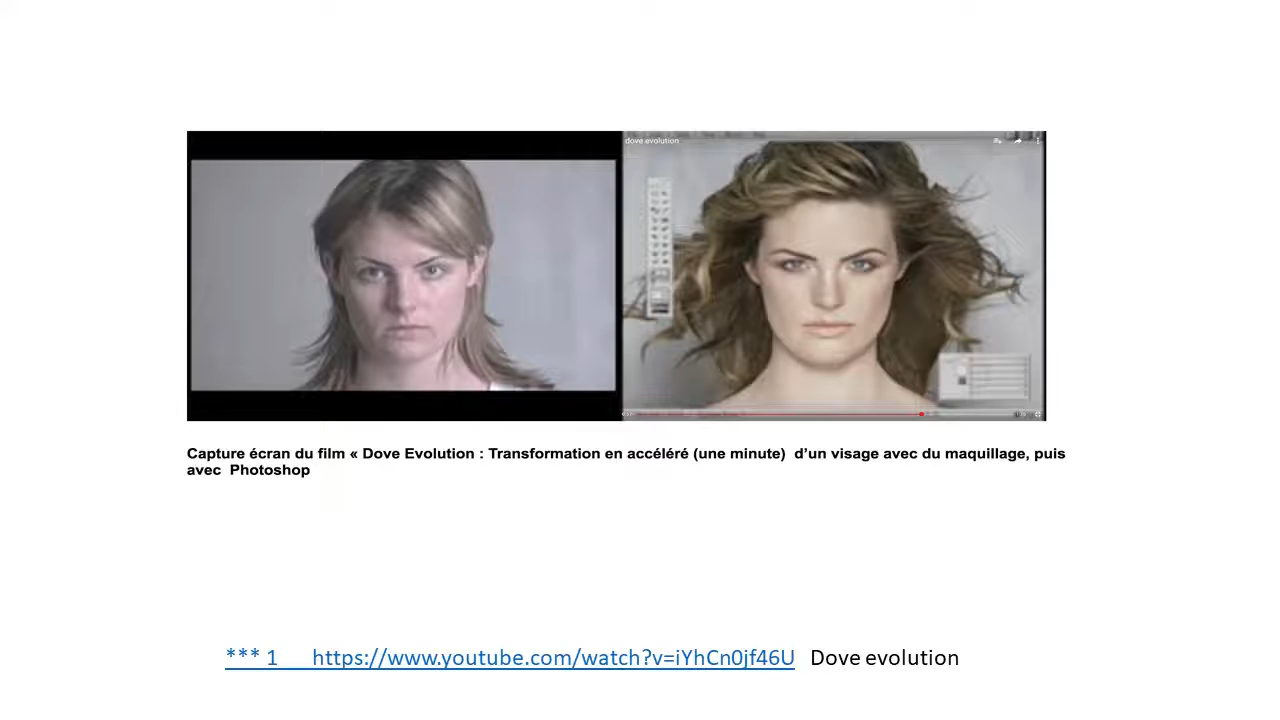 dove evolution
Capture écran du film « Dove Evolution : Transformation en accéléré (une minute)  d’un visage avec du maquillage, puis
avec  Photoshop
*** 1      https://www.youtube.com/watch?v=iYhCn0jf46U   Dove evolution